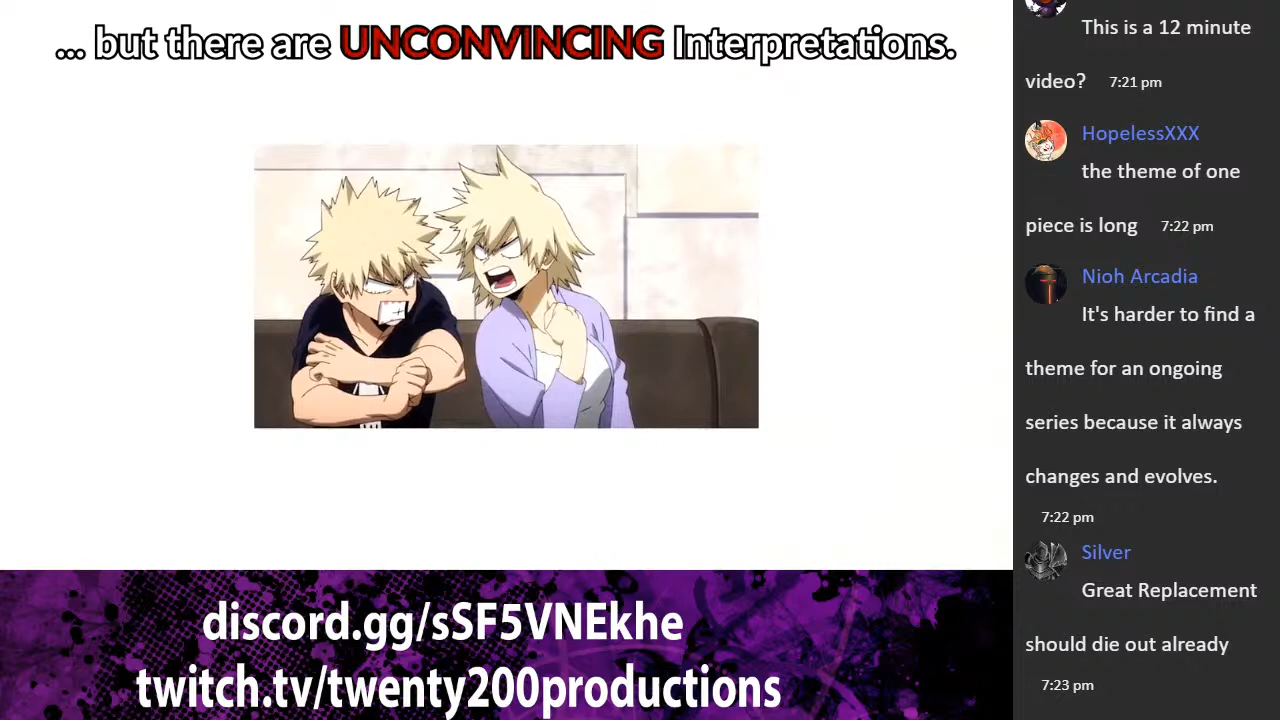 ... but there are UNCONVINCING Interpretations.
This is a 12 minute
video? 7:21 pm
HopelessXXX
the theme of one
piece is long 7:22 pm
Nioh Arcadia
It's harder to find a
theme for an ongoing
series because it always
changes and evolves.
7:22 pm
Silver
Great Replacement
should die out already
7:23 pm
discord.gg/sSF5VNEkhe
twitch.tv/twenty200productions